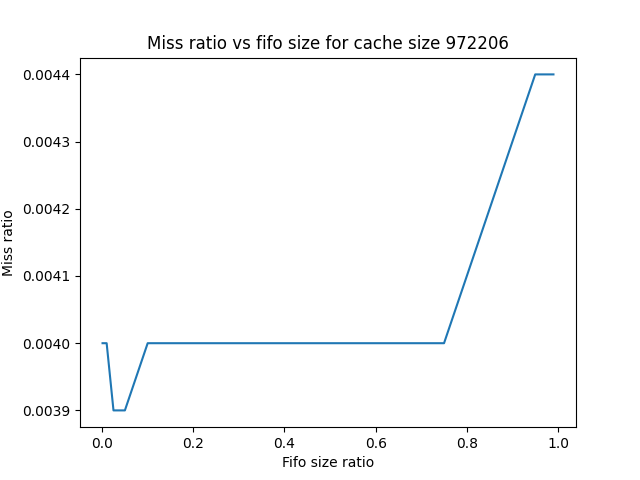 Miss ratio vs fifo size for cache size 972206
0.0044
0.0043
0.0042
0.0041
0.0040
0.0039
Miss ratio
0.0 0.2 0.4 0.6 0.8 1.0
Fifo size ratio